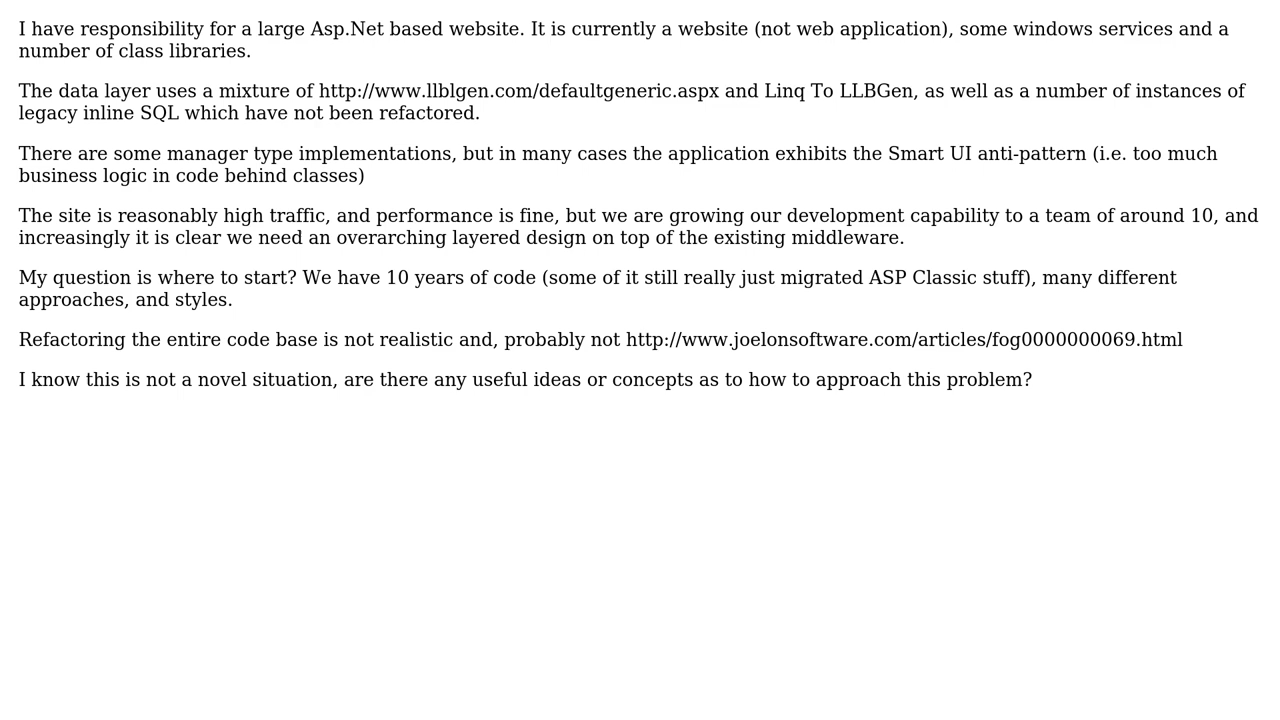 I have responsibility for a large Asp.Net based website. It is currently a website (not web application), some windows services and a
number of class libraries.
The data layer uses a mixture of http://www.llblgen.com/defaultgeneric.aspx and Linq To LLBGen, as well as a number of instances of
legacy inline SQL which have not been refactored.
There are some manager type implementations, but in many cases the application exhibits the Smart UI anti-pattern (i.e. too much
business logic in code behind classes)
The site is reasonably high traffic, and performance is fine, but we are growing our development capability to a team of around 10, and
increasingly it is clear we need an overarching layered design on top of the existing middleware.
My question is where to start? We have 10 years of code (some of it still really just migrated ASP Classic stuff), many different
approaches, and styles.
Refactoring the entire code base is not realistic and, probably not http://www.joelonsoftware.com/articles/fog0000000069.html
I know this is not a novel situation, are there any useful ideas or concepts as to how to approach this problem?